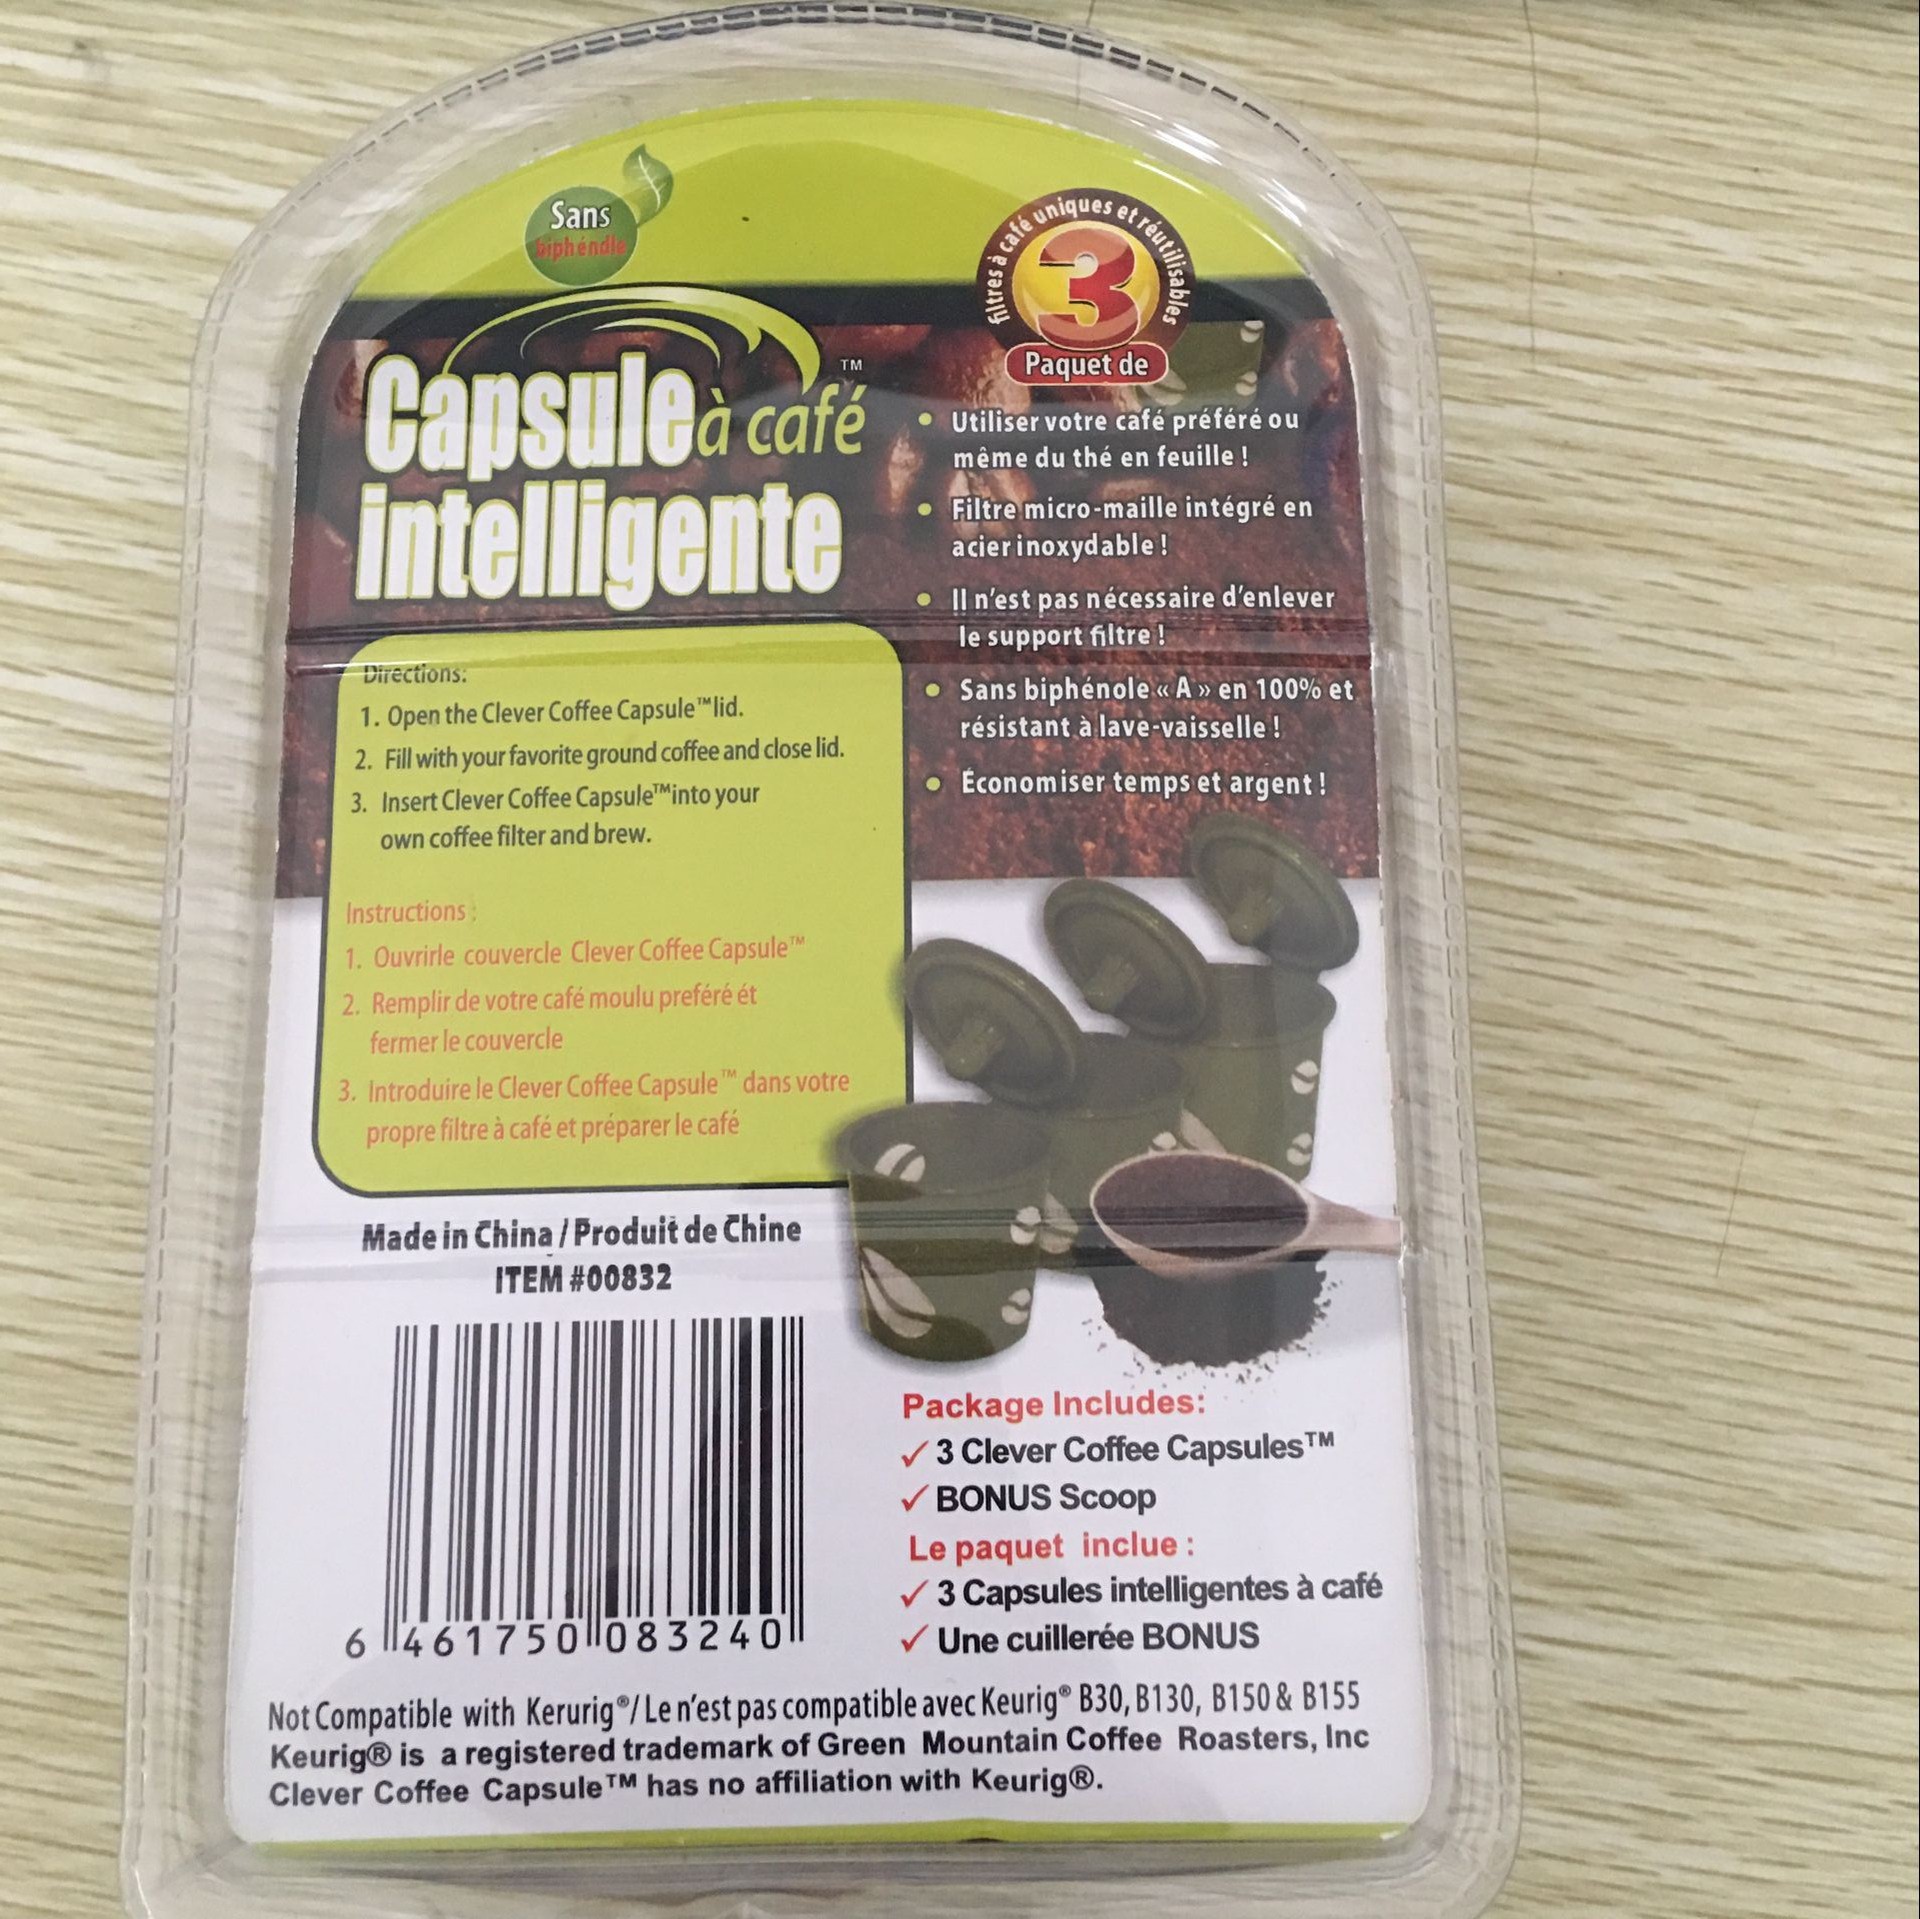 Sans
biphéndle
filtres à café uniques et réutilisables
3
Paquet de
Capsule à café™
intelligente
• Utiliser votre café préféré ou
même du thé en feuille !
• Filtre micro-maille intégré en
acier inoxydable !
• Il n'est pas nécessaire d'enlever
le support filtre !
• Sans biphénole « A » en 100% et
résistant à lave-vaisselle !
• Économiser temps et argent !
Directions:
1. Open the Clever Coffee Capsule™ lid.
2. Fill with your favorite ground coffee and close lid.
3. Insert Clever Coffee Capsule™ into your
own coffee filter and brew.
Instructions :
1. Ouvrirle couvercle Clever Coffee Capsule™
2. Remplir de votre café moulu preféré ét
fermer le couvercle
3. Introduire le Clever Coffee Capsule™ dans votre
propre filtre à café et préparer le café
Made in China / Produit de Chine
ITEM #00832
6 461750 083240
Package Includes:
✓ 3 Clever Coffee Capsules™
✓ BONUS Scoop
Le paquet inclue :
✓ 3 Capsules intelligentes à café
✓ Une cuillerée BONUS
Not Compatible with Kerurig®/ Le n'est pas compatible avec Keurig® B30, B130, B150 & B155
Keurig® is a registered trademark of Green Mountain Coffee Roasters, Inc
Clever Coffee Capsule™ has no affiliation with Keurig®.